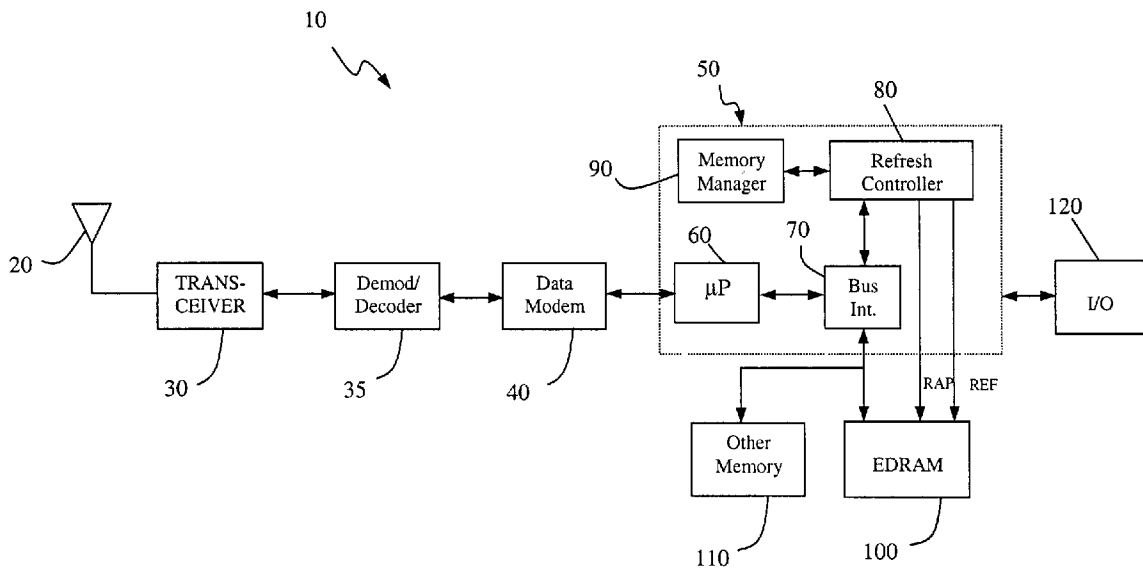 10
50
80
90
Memory
Manager
Refresh
Controller
120
20
60
70
TRANS-
CEIVER
Demod/
Decoder
Data
Modem
µP
Bus
Int.
I/O
30
35
40
RAP
REF
Other
Memory
EDRAM
110
100